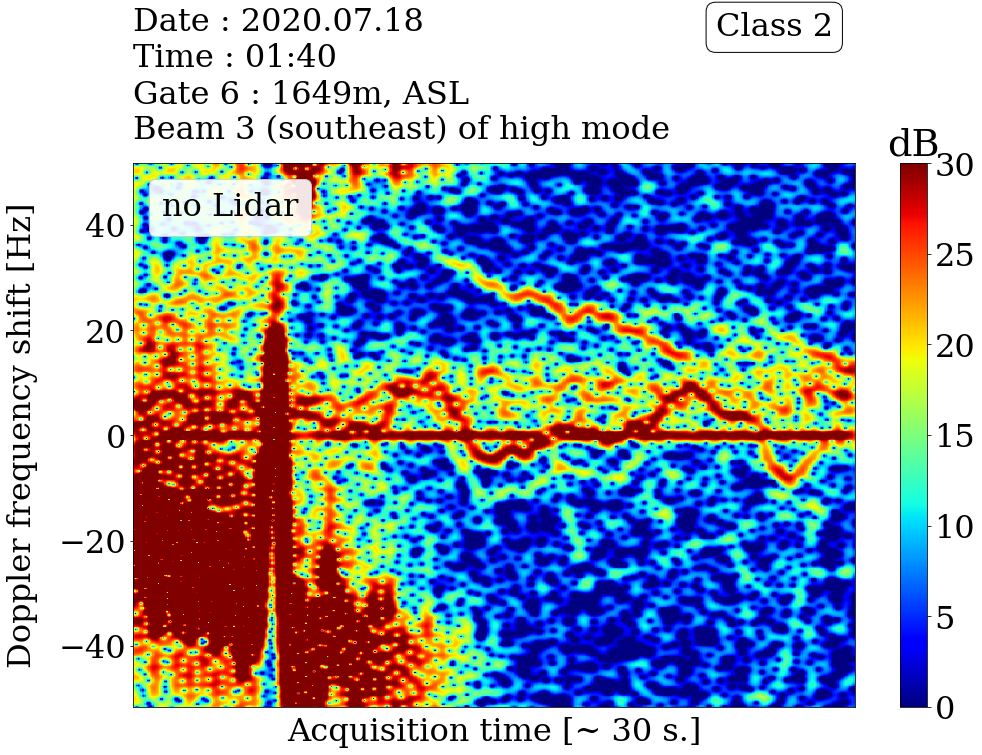 Date : 2020.07.18
Time : 01:40
Gate 6 : 1649m, ASL
Beam 3 (southeast) of high mode
Class 2
dB
no Lidar
Doppler frequency shift [Hz]
40
20
0
−20
−40
30
25
20
15
10
5
0
Acquisition time [~ 30 s.]